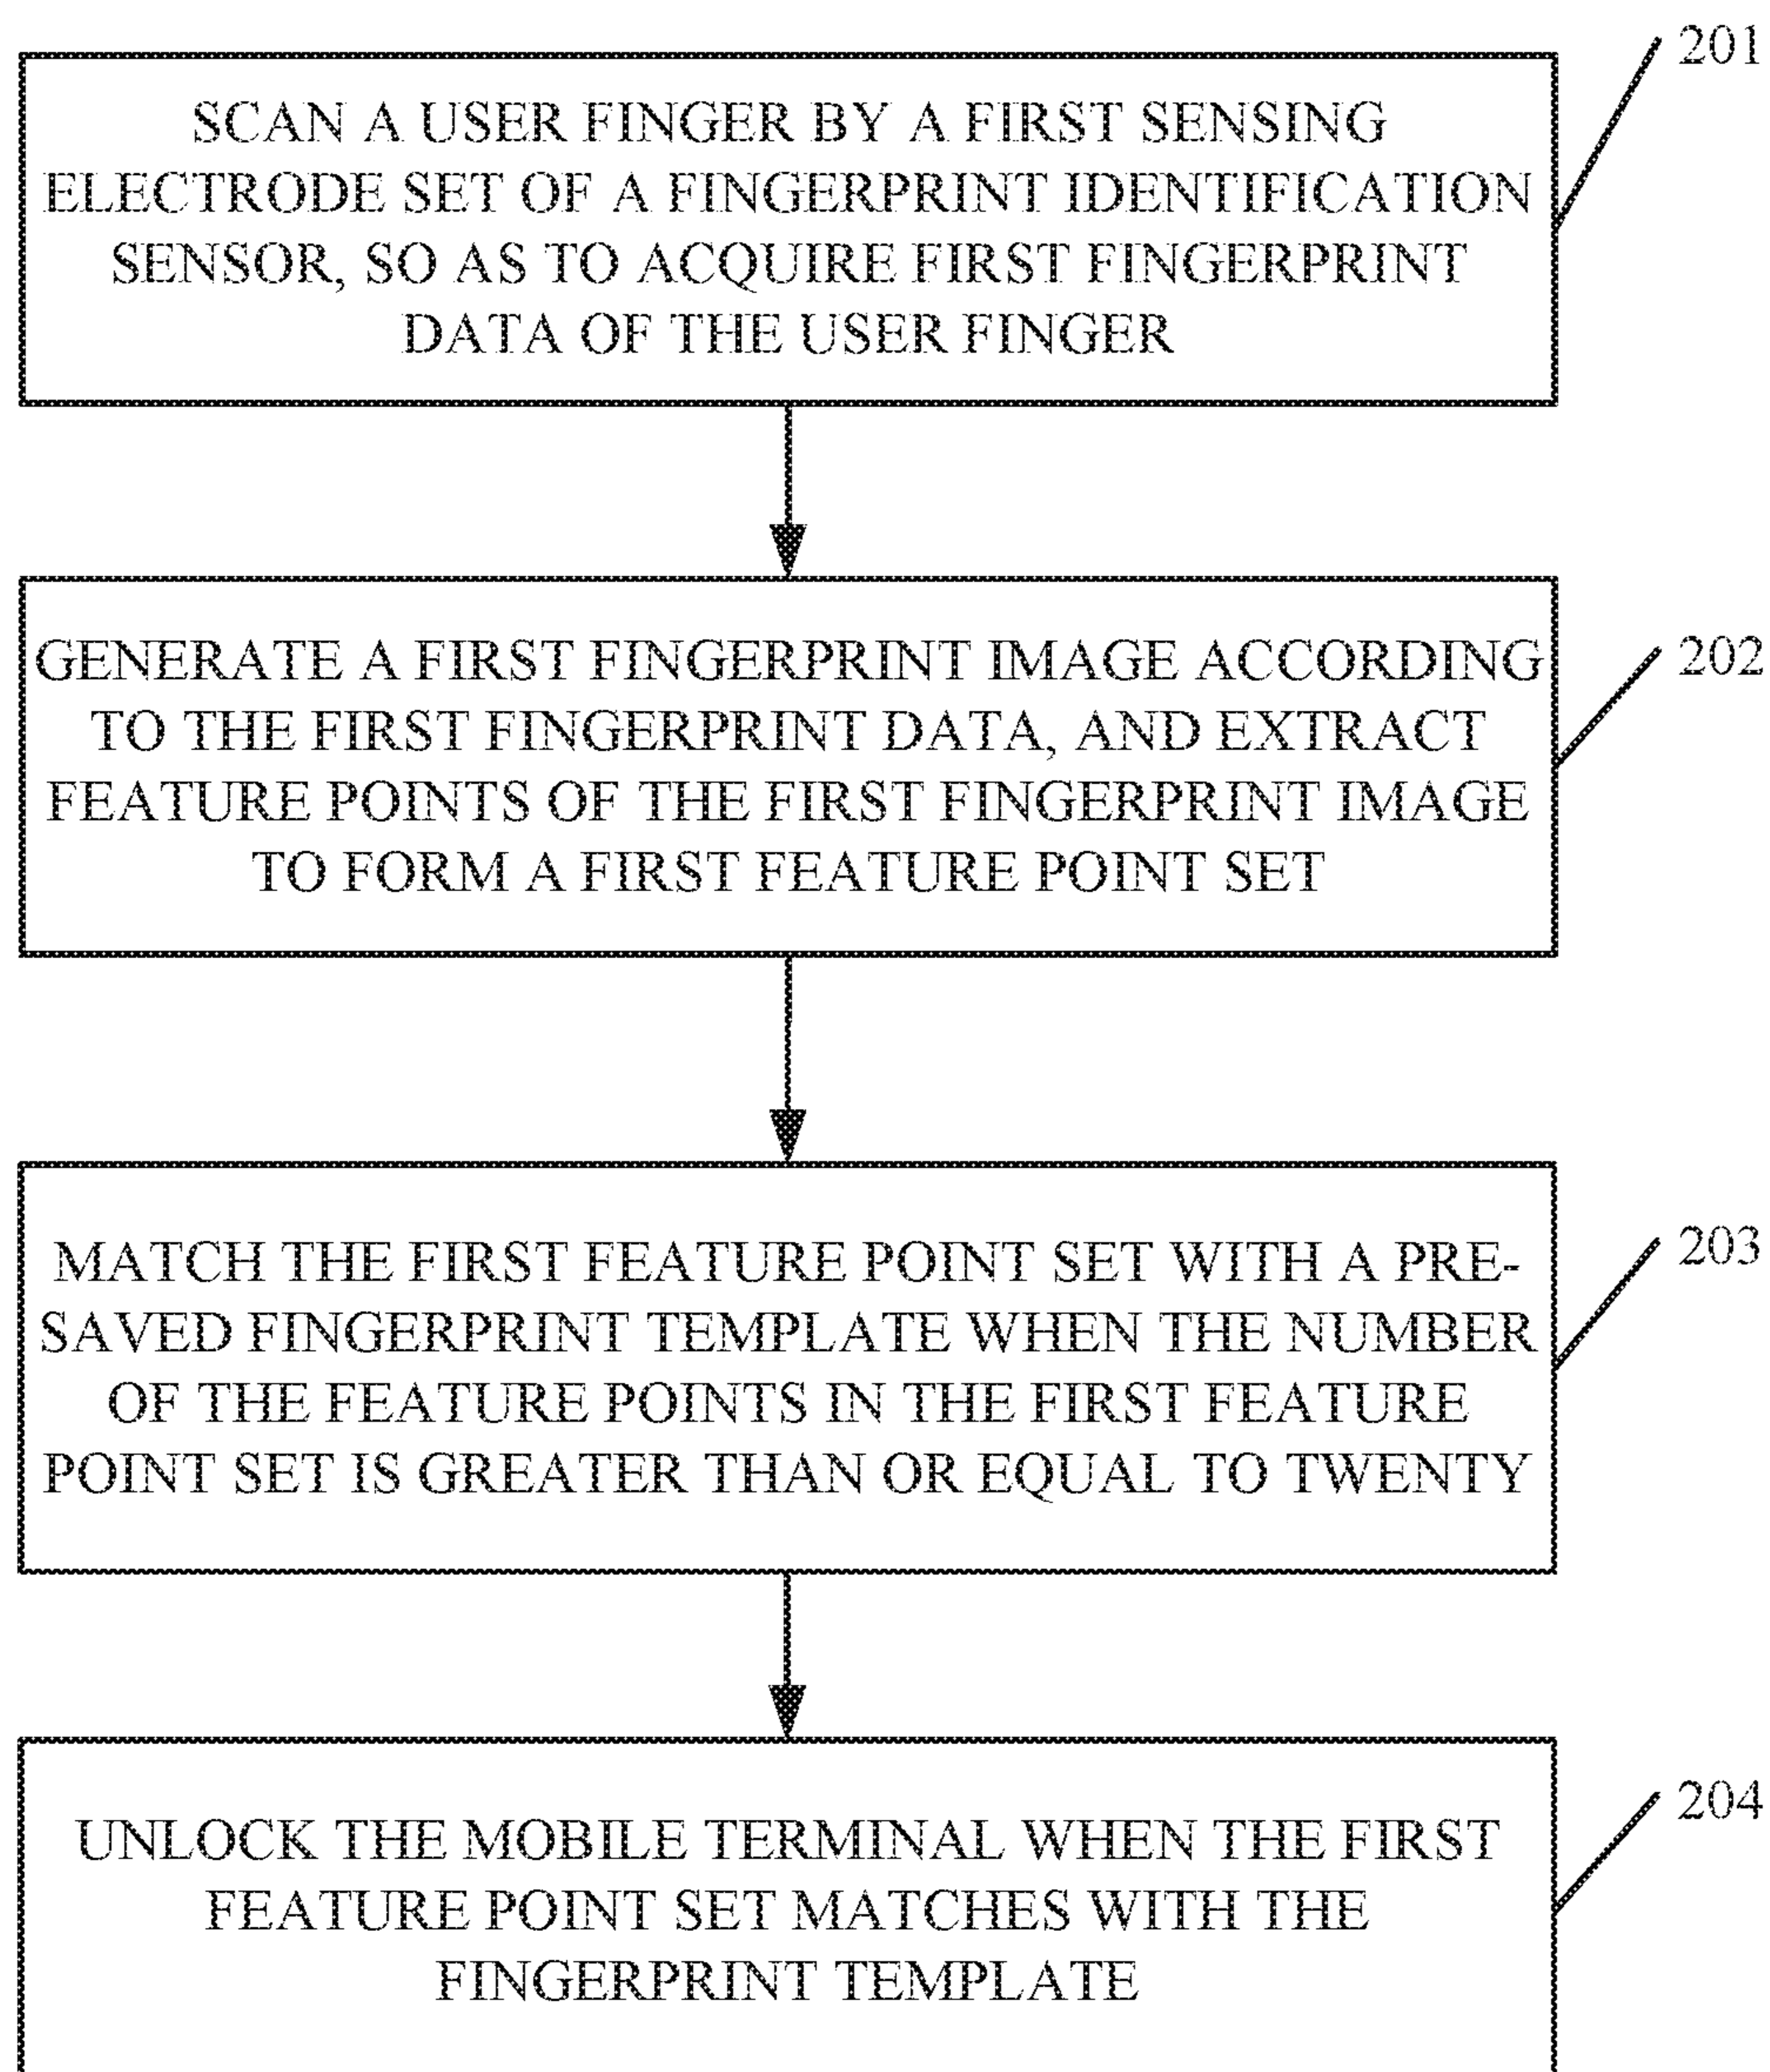 201
SCAN A USER FINGER BY A FIRST SENSING
ELECTRODE SET OF A FINGERPRINT IDENTIFICATION
SENSOR, SO AS TO ACQUIRE FIRST FINGERPRINT
DATA OF THE USER FINGER
202
GENERATE A FIRST FINGERPRINT IMAGE ACCORDING
TO THE FIRST FINGERPRINT DATA, AND EXTRACT
FEATURE POINTS OF THE FIRST FINGERPRINT IMAGE
TO FORM A FIRST FEATURE POINT SET
203
MATCH THE FIRST FEATURE POINT SET WITH A PRE-
SAVED FINGERPRINT TEMPLATE WHEN THE NUMBER
OF THE FEATURE POINTS IN THE FIRST FEATURE
POINT SET IS GREATER THAN OR EQUAL TO TWENTY
204
UNLOCK THE MOBILE TERMINAL WHEN THE FIRST
FEATURE POINT SET MATCHES WITH THE
FINGERPRINT TEMPLATE